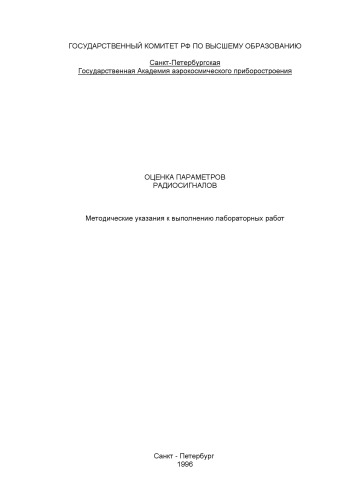 ГОСУДАРСТВЕННЫЙ КОМИТЕТ РФ ПО ВЫСШЕМУ ОБРАЗОВАНИЮ
Санкт-Петербургская
Государственная Академия аэрокосмического приборостроения
ОЦЕНКА ПАРАМЕТРОВ
РАДИОСИГНАЛОВ
Методические указания к выполнению лабораторных работ
Санкт - Петербург
1996